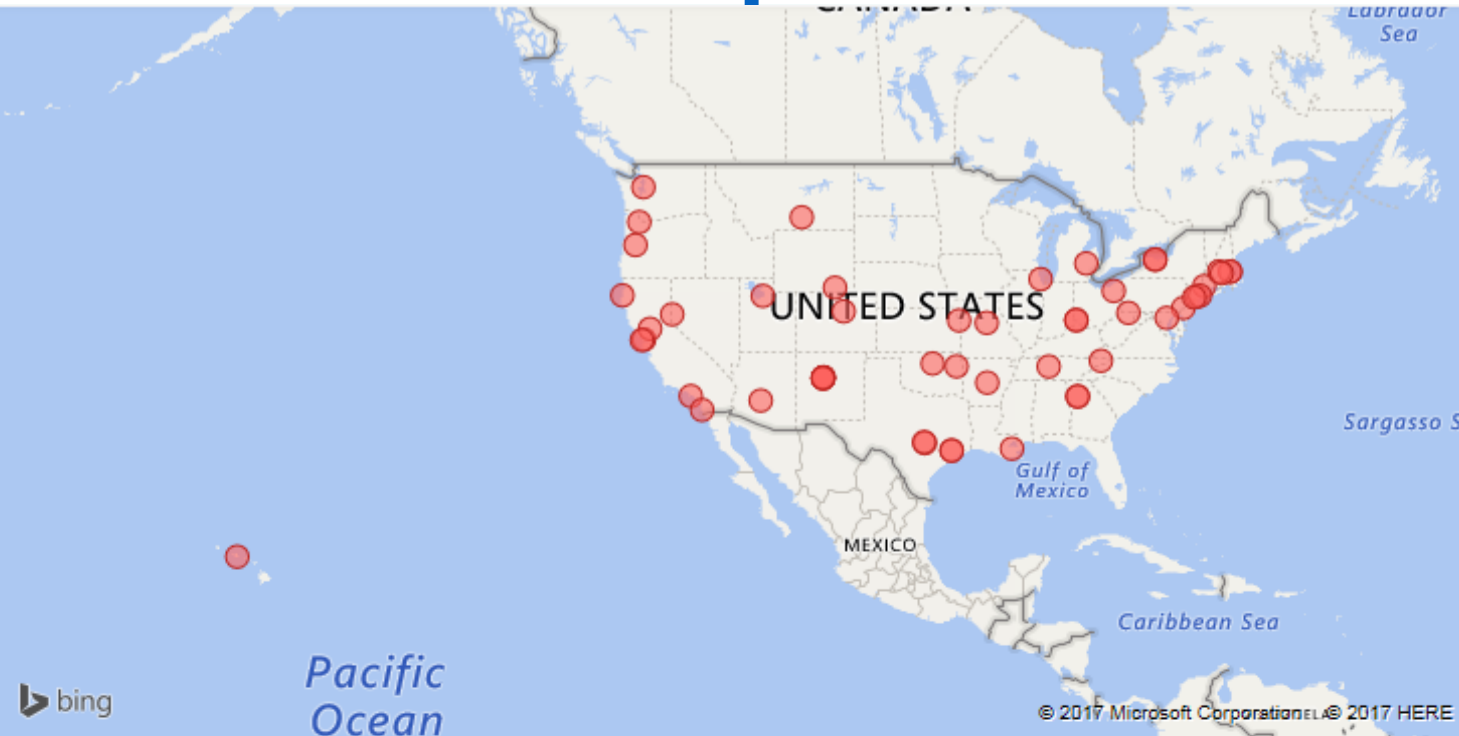 CANADA
Labrador
Sea
UNITED STATES
Sargasso S
Gulf of
Mexico
MEXICO
Caribbean Sea
Pacific
Ocean
bing
© 2017 Microsoft Corporation © 2017 HERE